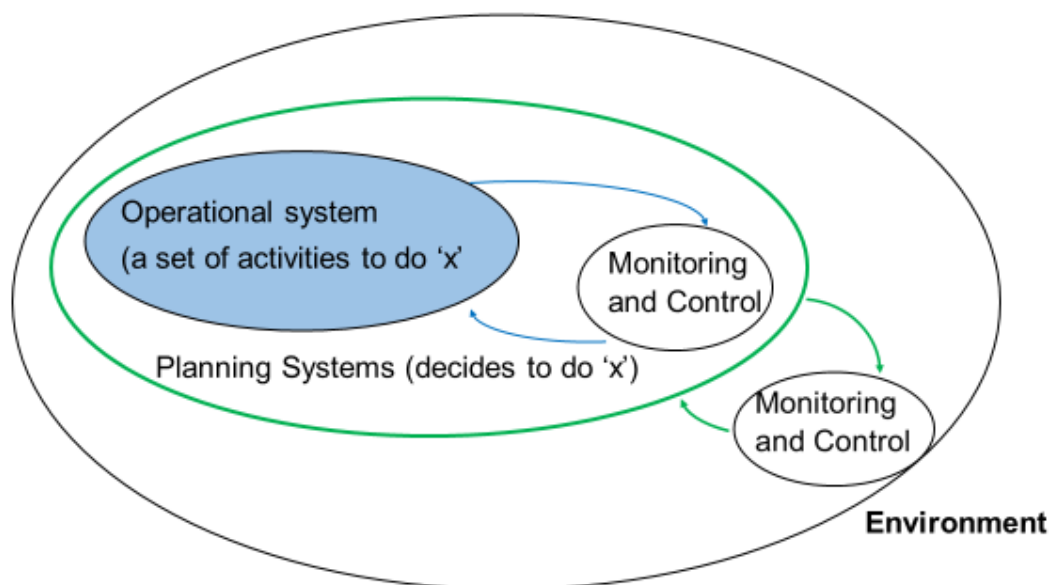 Operational system
(a set of activities to do ‘x’
Monitoring
and Control
Planning Systems (decides to do ‘x’)
Monitoring
and Control
Environment